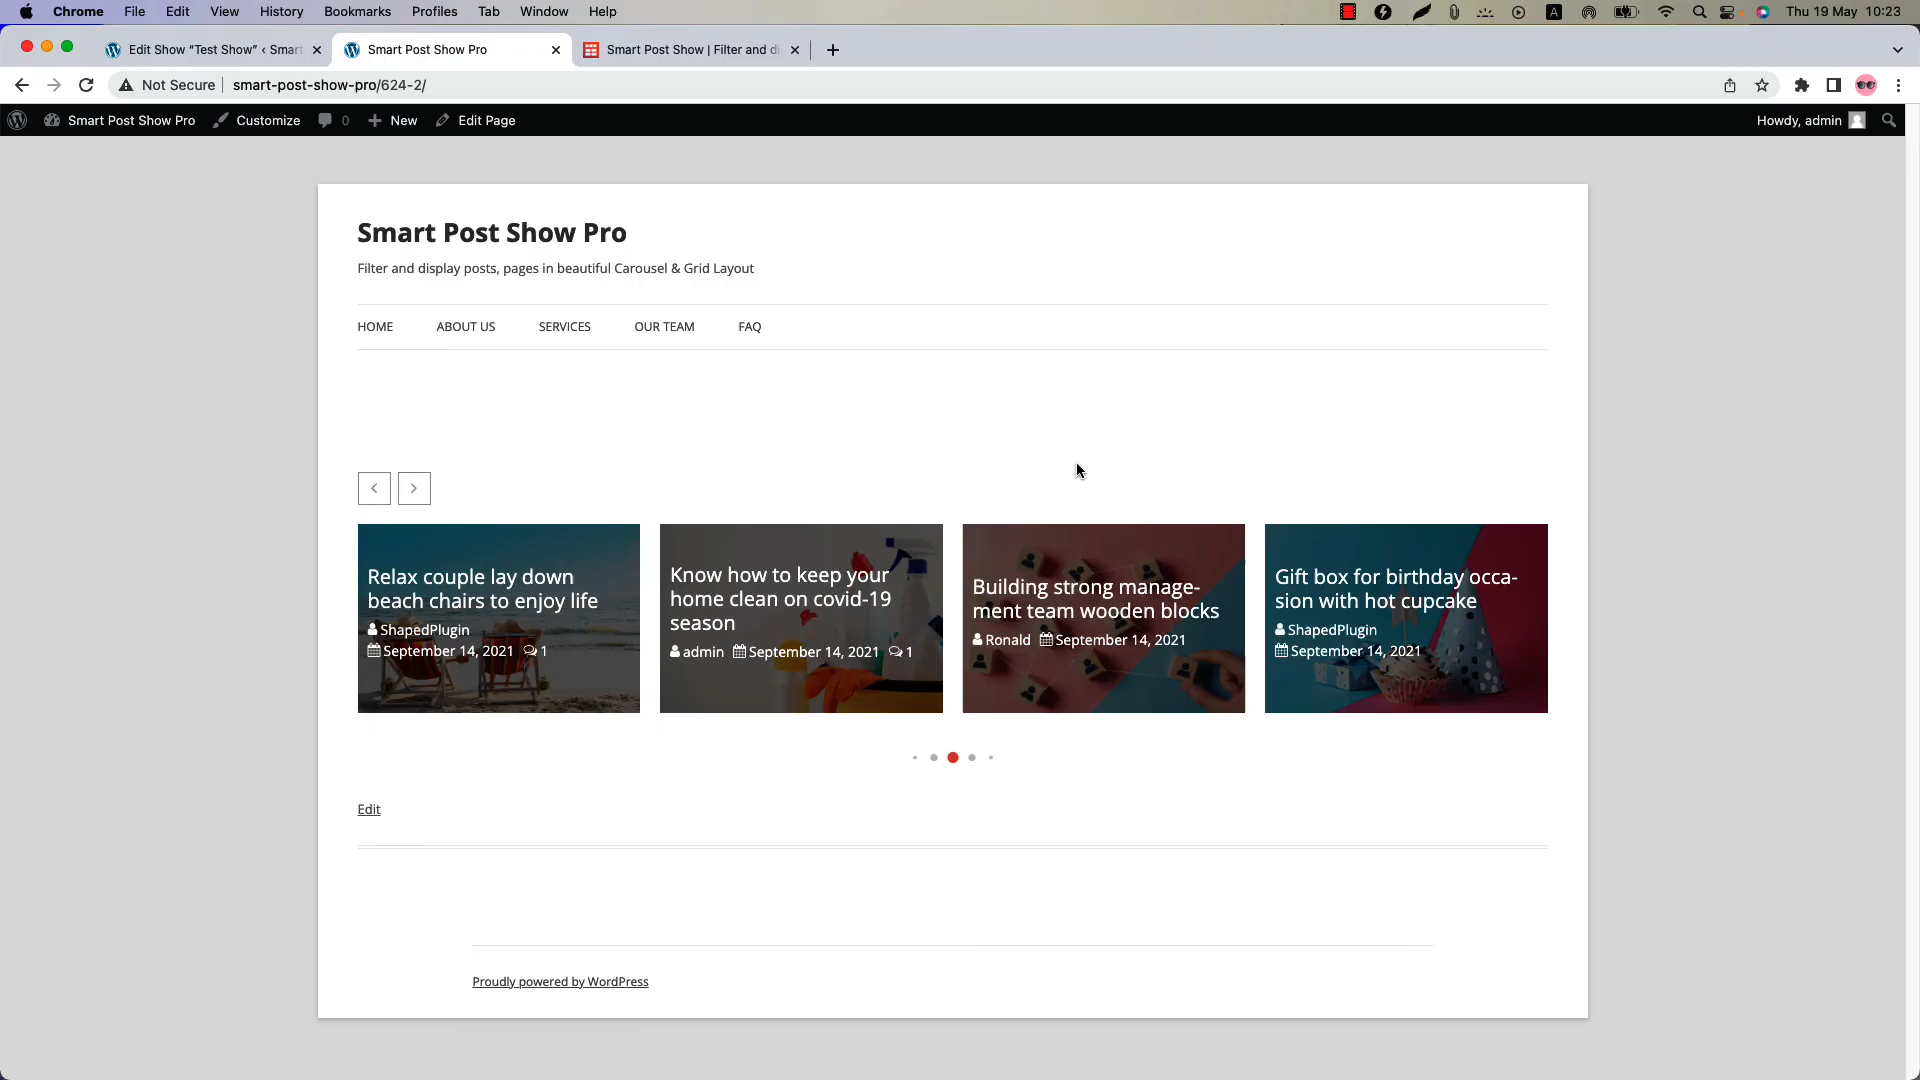 Chrome File Edit View History Bookmarks Profiles Tab Window Help A Thu 19 May 10:23
Edit Show “Test Show” ‹ Smart Smart Post Show Pro Smart Post Show | Filter and di
Not Secure smart-post-show-pro/624-2/
Smart Post Show Pro Customize 0 New Edit Page Howdy, admin
Smart Post Show Pro
Filter and display posts, pages in beautiful Carousel & Grid Layout
HOME ABOUT US SERVICES OUR TEAM FAQ
Relax couple lay down
beach chairs to enjoy life
ShapedPlugin
September 14, 2021 1
Know how to keep your
home clean on covid-19
season
admin September 14, 2021 1
Building strong manage-
ment team wooden blocks
Ronald September 14, 2021
Gift box for birthday occa-
sion with hot cupcake
ShapedPlugin
September 14, 2021
Edit
Proudly powered by WordPress